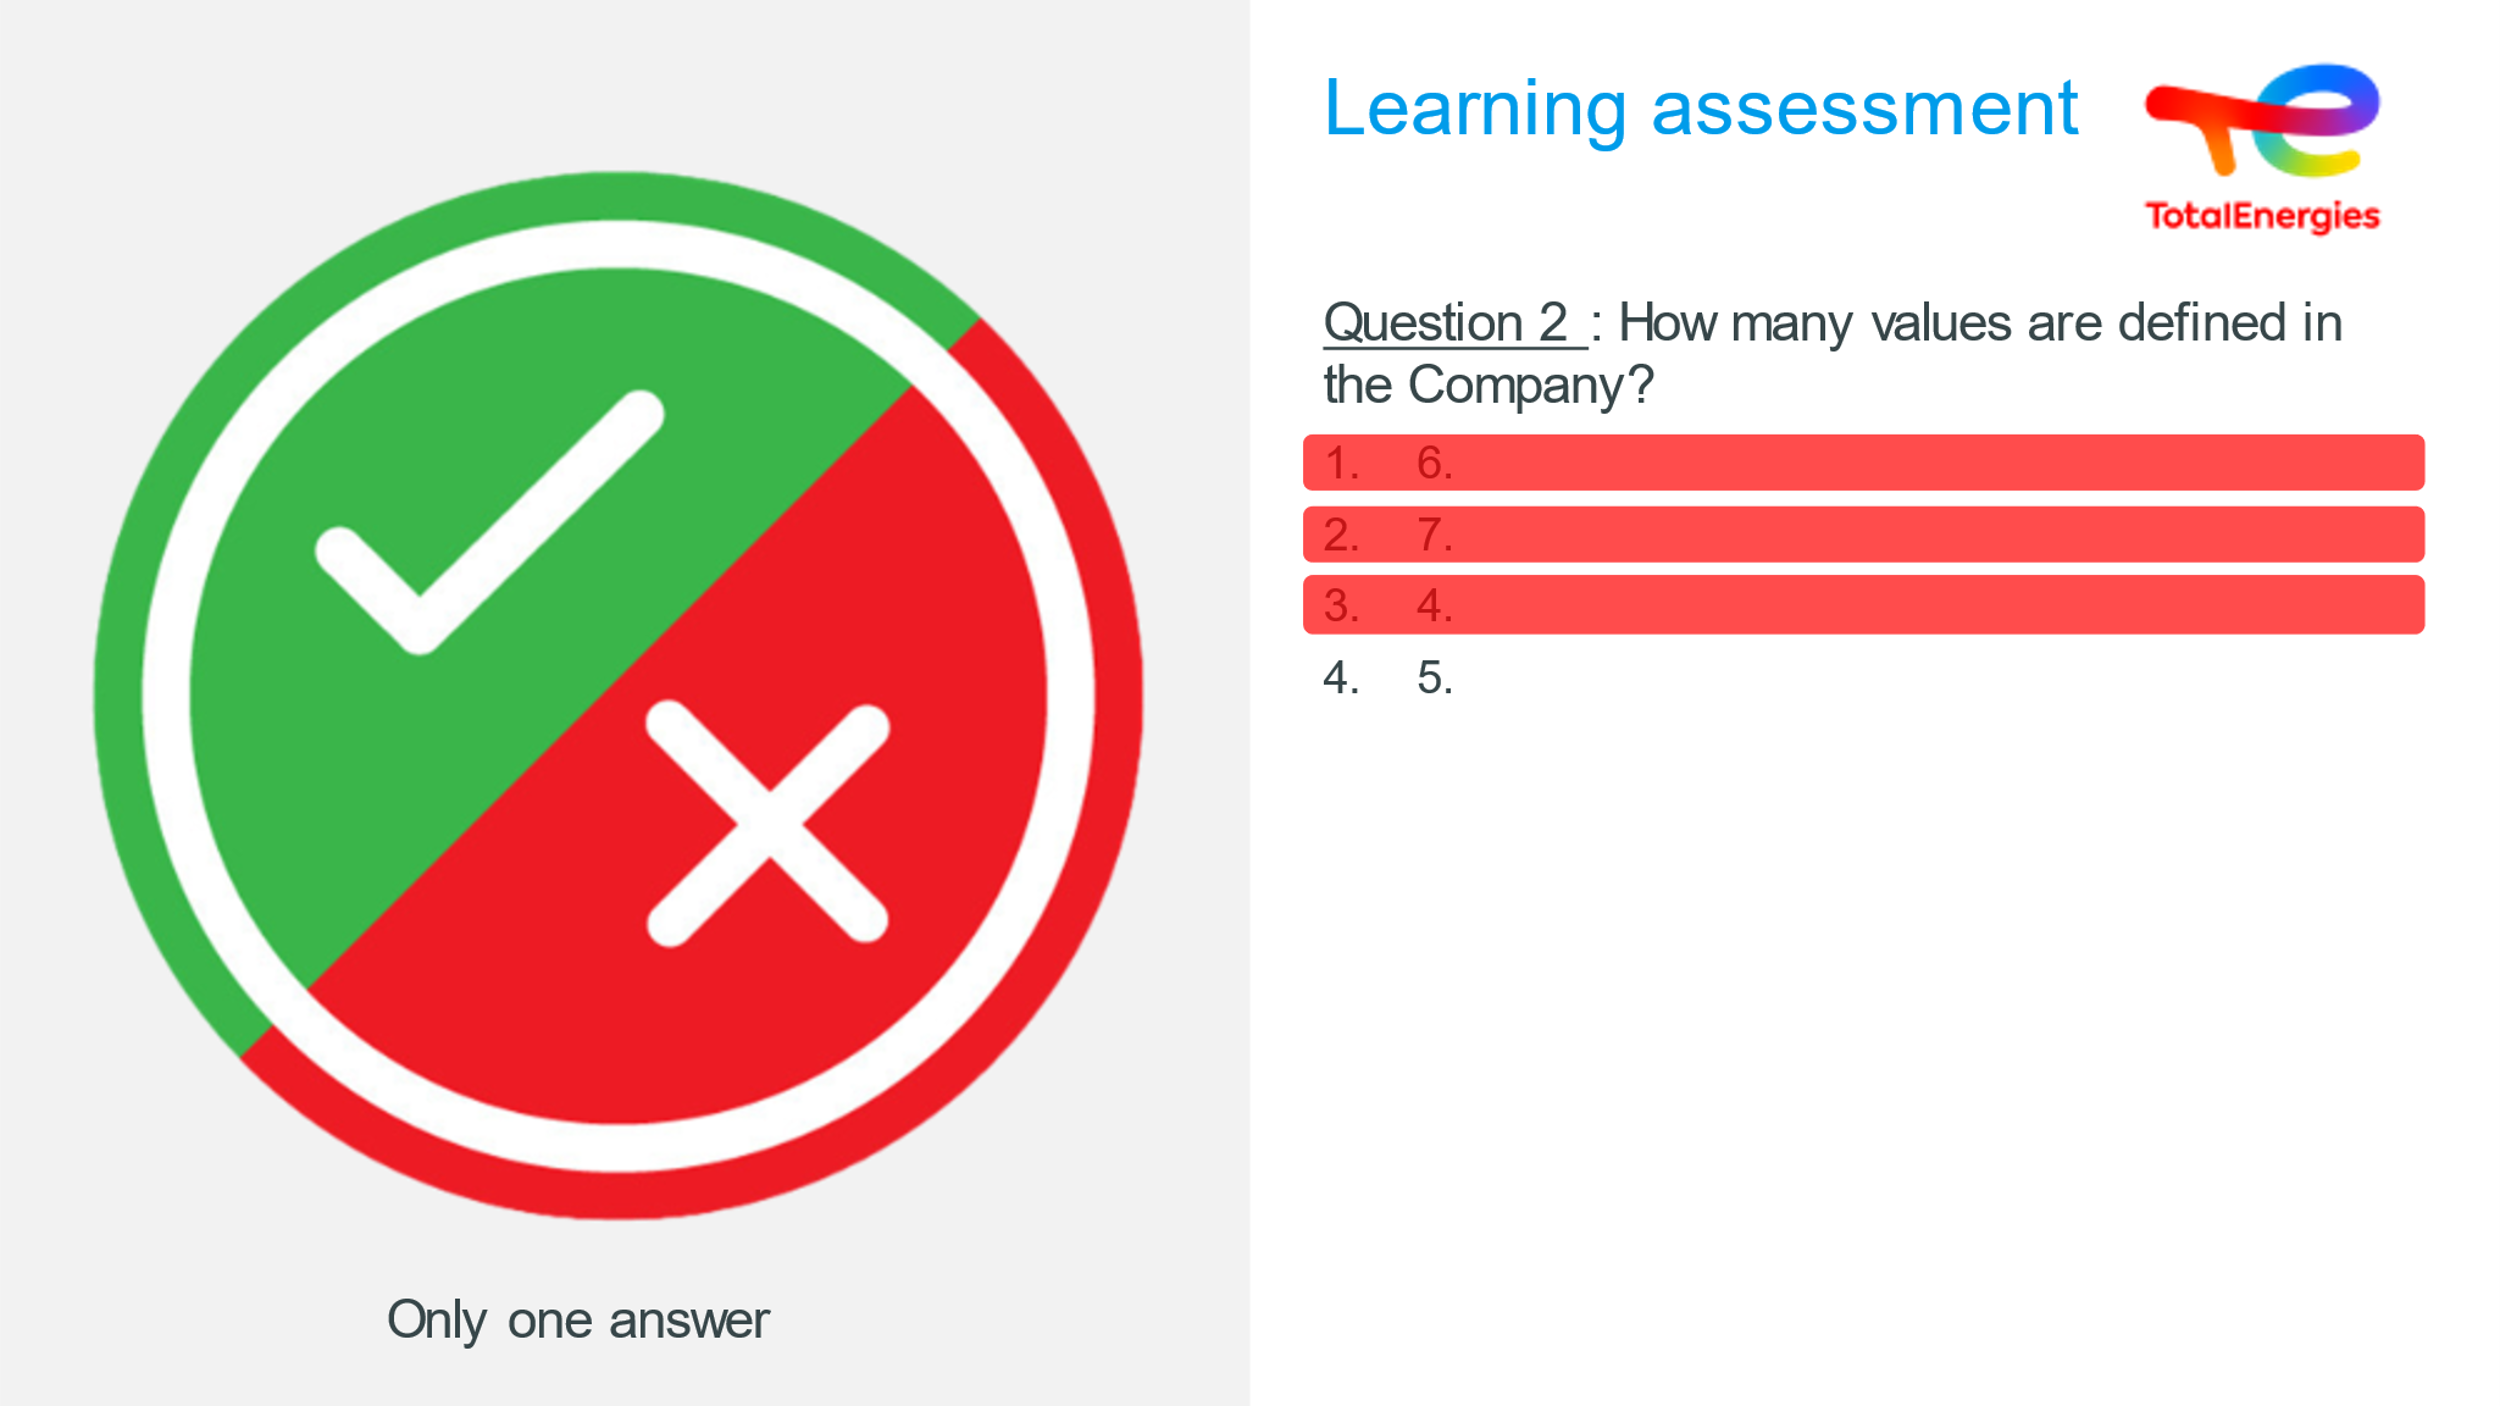 Learning assessment
TotalEnergies
Question 2 : How many values are defined in
the Company?
1. 6.
2. 7.
3. 4.
4. 5.
Only one answer